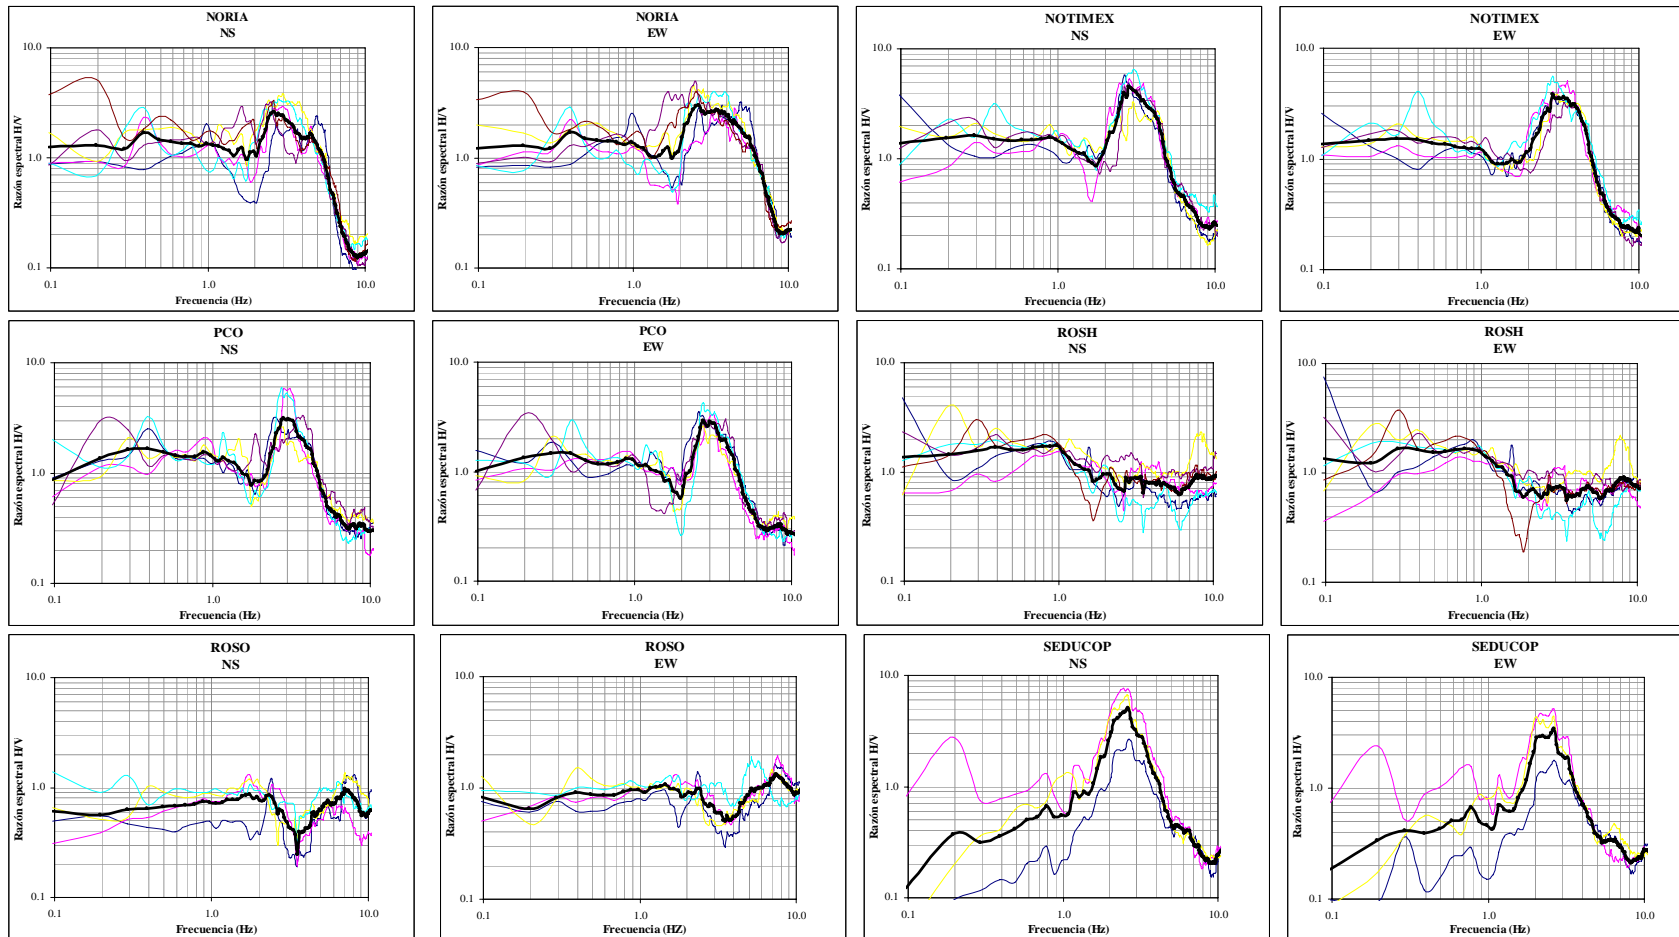 NORIA
NS
Razón espectral H/V
10.0
1.0
0.1
0.1
1.0
10.0
Frecuencia (Hz)
NORIA
EW
Razón espectral H/V
10.0
1.0
0.1
0.1
1.0
10.0
Frecuencia (Hz)
NOTIMEX
NS
Razón espectral H/V
10.0
1.0
0.1
0.1
1.0
10.0
Frecuencia (Hz)
NOTIMEX
EW
Razón espectral H/V
10.0
1.0
0.1
0.1
1.0
10.0
Frecuencia (Hz)
PCO
NS
Razón espectral H/V
10.0
1.0
0.1
0.1
1.0
10.0
Frecuencia (Hz)
PCO
EW
Razón espectral H/V
10.0
1.0
0.1
0.1
1.0
10.0
Frecuencia (Hz)
ROSH
NS
Razón espectral H/V
10.0
1.0
0.1
0.1
1.0
10.0
Frecuencia (Hz)
ROSH
EW
Razón espectral H/V
10.0
1.0
0.1
0.1
1.0
10.0
Frecuencia (Hz)
ROSO
NS
Razón espectral H/V
10.0
1.0
0.1
0.1
1.0
10.0
Frecuencia (Hz)
ROSO
EW
Razón espectral H/V
10.0
1.0
0.1
0.1
1.0
10.0
Frecuencia (HZ)
SEDUCOP
NS
Razón espectral H/V
10.0
1.0
0.1
0.1
1.0
10.0
Frecuencia (Hz)
SEDUCOP
EW
Razón espectral H/V
10.0
1.0
0.1
0.1
1.0
10.0
Frecuencia (Hz)